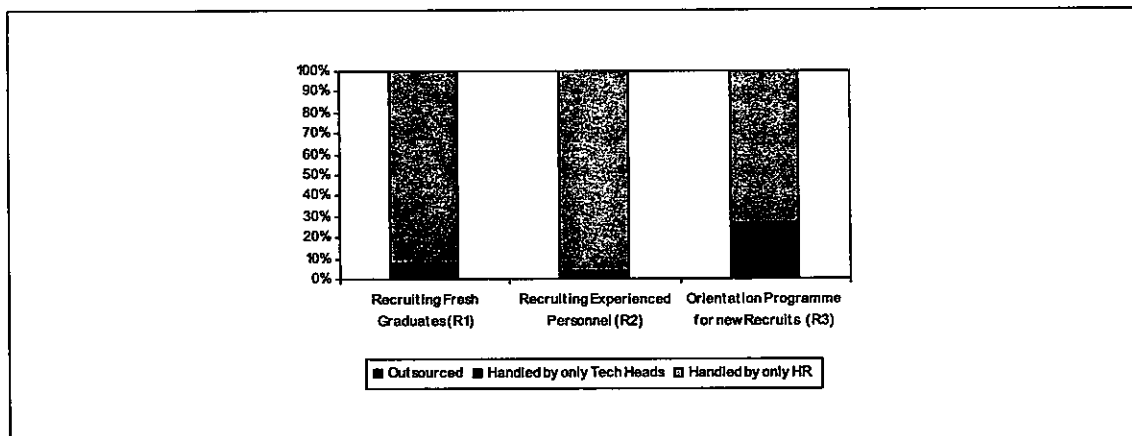 100%
90%
80%
70%
60%
50%
40%
30%
20%
10%
0%
Recruiting Fresh Graduates (R1)
Recruiting Experienced Personnel (R2)
Orientation Programme for new Recruits (R3)
Outsourced Handled by only Tech Heads Handled by only HR